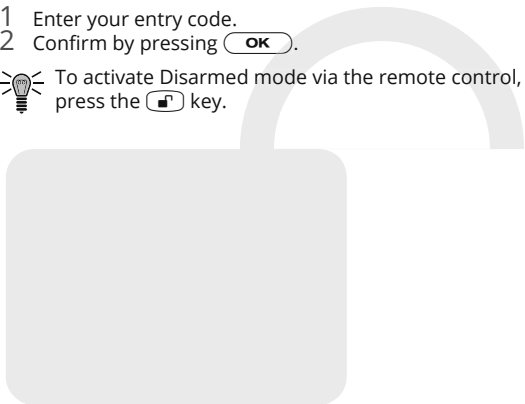 1 Enter your entry code.
2 Confirm by pressing OK.
To activate Disarmed mode via the remote control,
press the key.